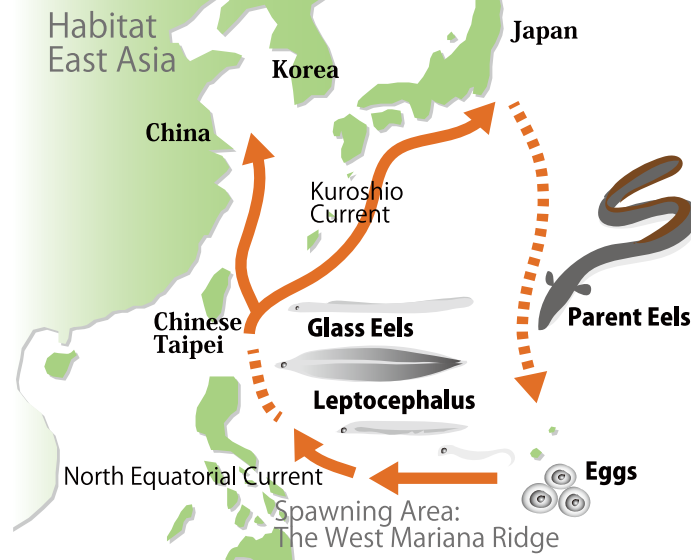 Habitat
East Asia
Japan
Korea
China
Kuroshio
Current
Parent Eels
Chinese
Taipei
Glass Eels
Leptocephalus
North Equatorial Current
Eggs
Spawning Area:
The West Mariana Ridge